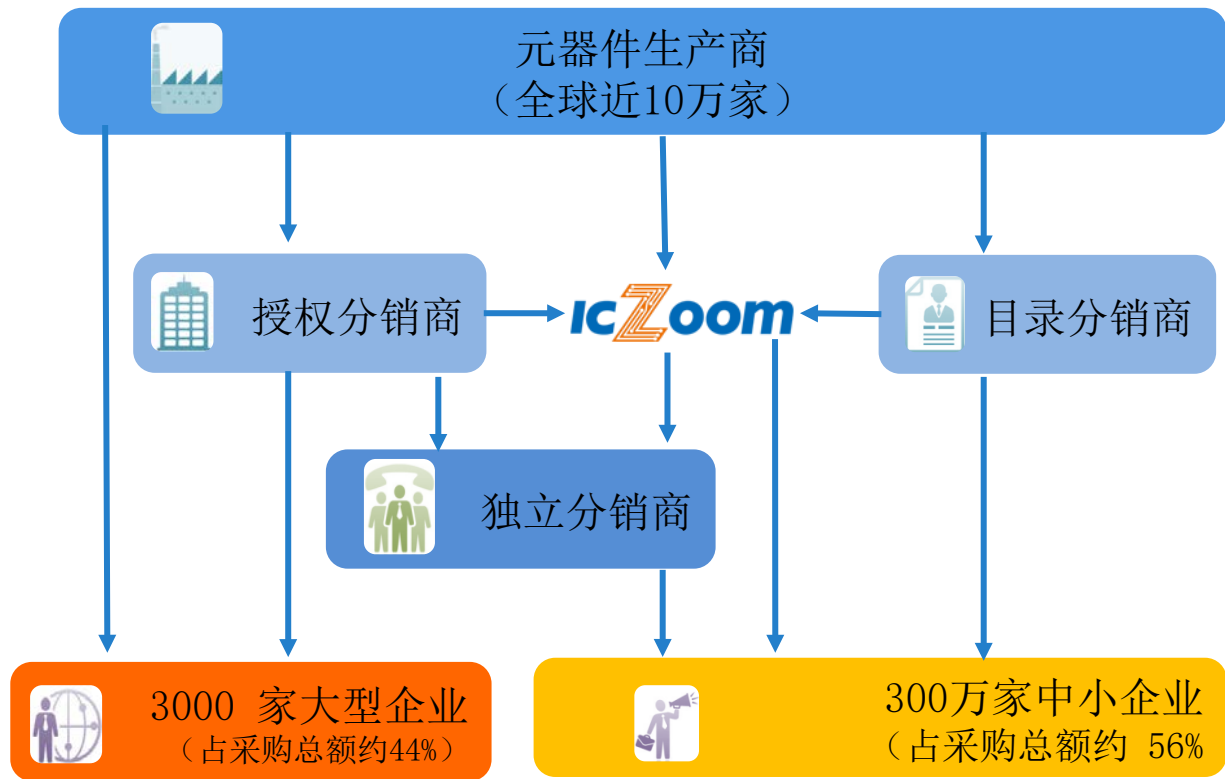 元器件生产商
（全球近10万家）
授权分销商
ICZOOM
目录分销商
独立分销商
3000 家大型企业
（占采购总额约44%）
300万家中小企业
（占采购总额约 56%